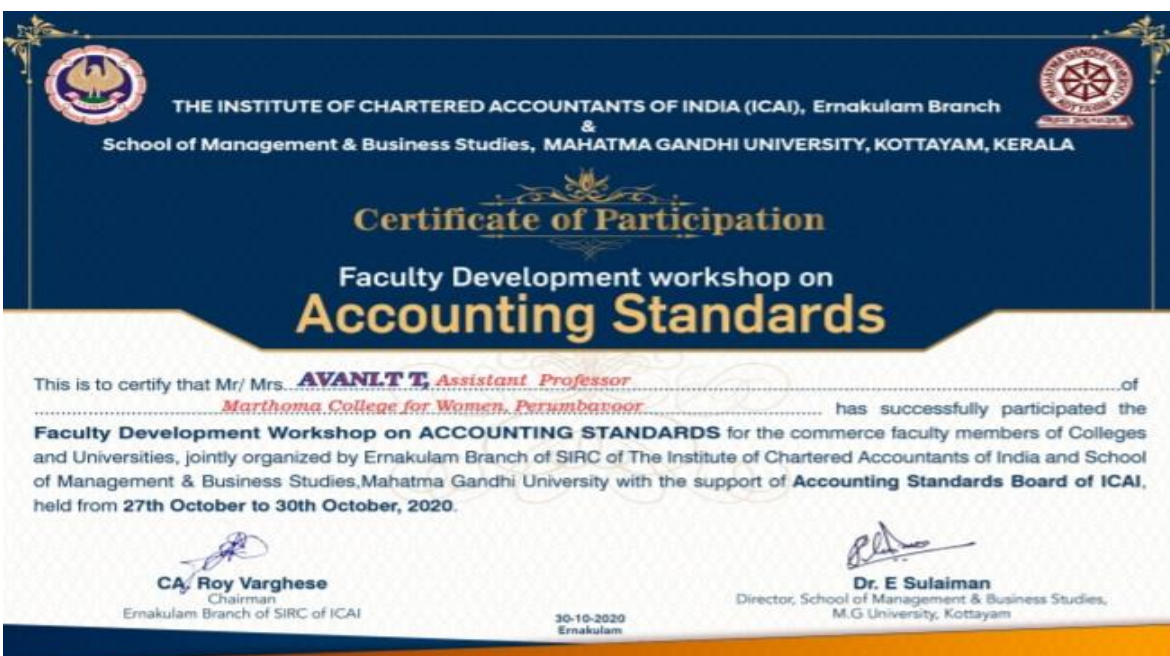 THE INSTITUTE OF CHARTERED ACCOUNTANTS OF INDIA (ICAI), Ernakulam Branch
&
School of Management & Business Studies, MAHATMA GANDHI UNIVERSITY, KOTTAYAM, KERALA
MAHATMA GANDHI UNIVERSITY
KOTTAYAM
Certificate of Participation
Faculty Development workshop on
Accounting Standards
This is to certify that Mr/ Mrs. AVANI.T T, Assistant Professor of
Marthoma College for Women, Perumbavoor has successfully participated the
Faculty Development Workshop on ACCOUNTING STANDARDS for the commerce faculty members of Colleges
and Universities, jointly organized by Ernakulam Branch of SIRC of The Institute of Chartered Accountants of India and School
of Management & Business Studies,Mahatma Gandhi University with the support of Accounting Standards Board of ICAI,
held from 27th October to 30th October, 2020.
CA. Roy Varghese
Chairman
Ernakulam Branch of SIRC of ICAI
30-10-2020
Ernakulam
Dr. E Sulaiman
Director, School of Management & Business Studies,
M.G University, Kottayam